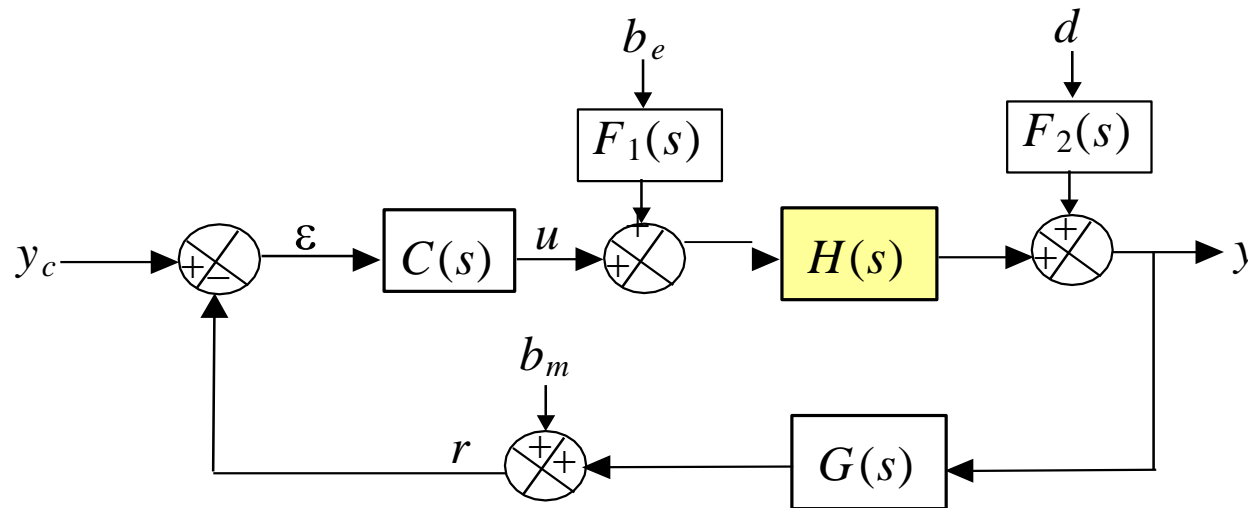 b_e d
F_1(s) F_2(s)
+ +
y_c + − ε C(s) u + H(s) + y
b_m
r + + G(s)